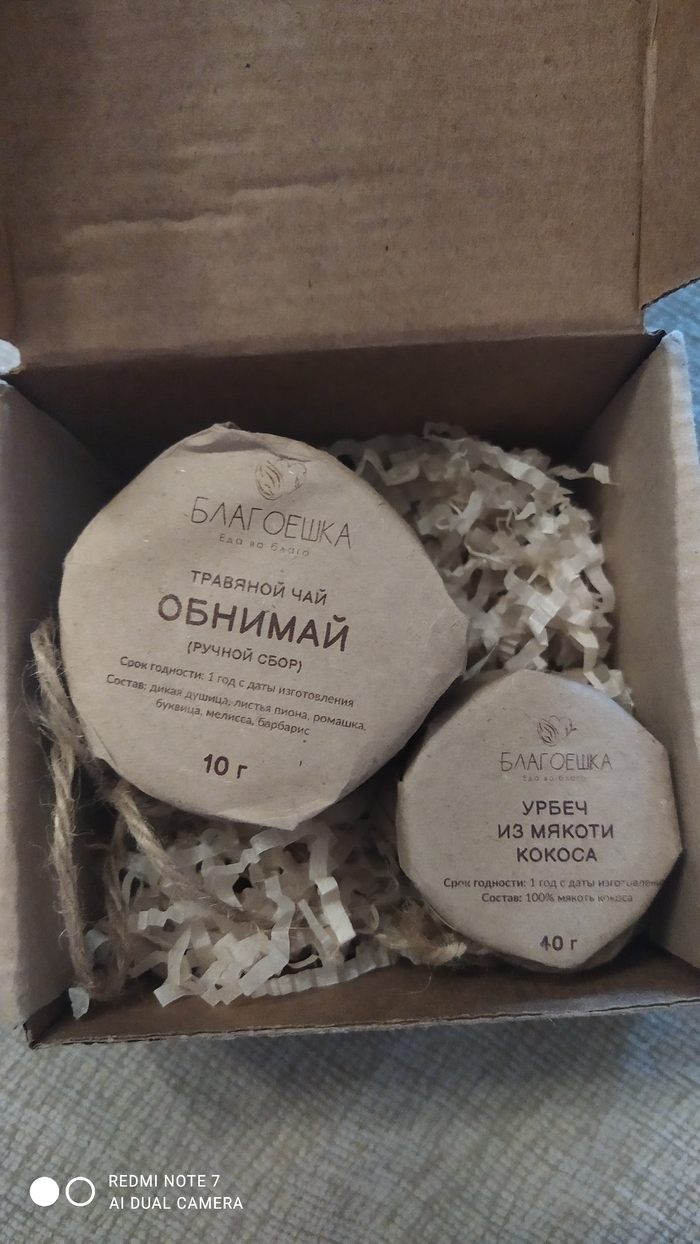 БЛАГОЕШКА
Еда во благо
ТРАВЯНОЙ ЧАЙ
ОБНИМАЙ
(РУЧНОЙ СБОР)
Срок годности: 1 год с даты изготовления
Состав: дикая душица, листья пиона, ромашка,
буквица, мелисса, барбарис
10 г
БЛАГОЕШКА
Еда во благо
УРБЕЧ
ИЗ МЯКОТИ
КОКОСА
Срок годности: 1 год с даты изготовления
Состав: 100% мякоть кокоса
40 г
REDMI NOTE 7
AI DUAL CAMERA